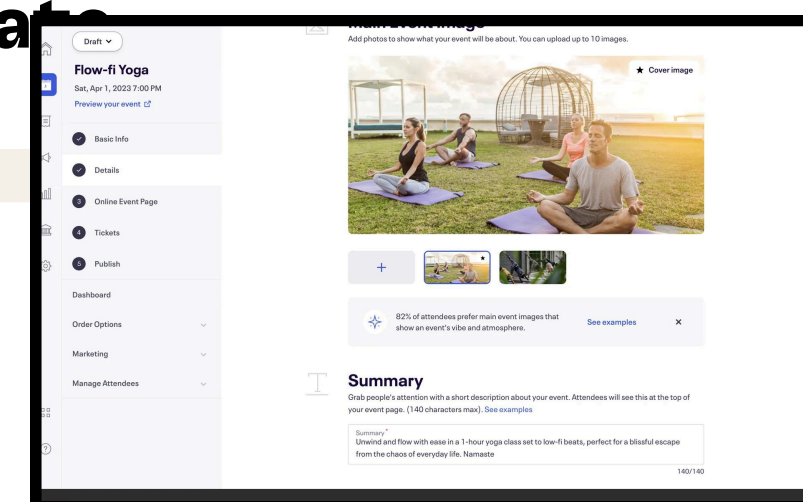 Draft
Flow-fi Yoga
Sat, Apr 1, 2023 7:00 PM
Preview your event
Basic Info
Details
3 Online Event Page
4 Tickets
5 Publish
Dashboard
Order Options
Marketing
Manage Attendees
Main Event Image
Add photos to show what your event will be about. You can upload up to 10 images.
Cover image
82% of attendees prefer main event images that
show an event's vibe and atmosphere.
See examples
Summary
Grab people's attention with a short description about your event. Attendees will see this at the top of
your event page. (140 characters max). See examples
Summary *
Unwind and flow with ease in a 1-hour yoga class set to low-fi beats, perfect for a blissful escape
from the chaos of everyday life. Namaste
140/140